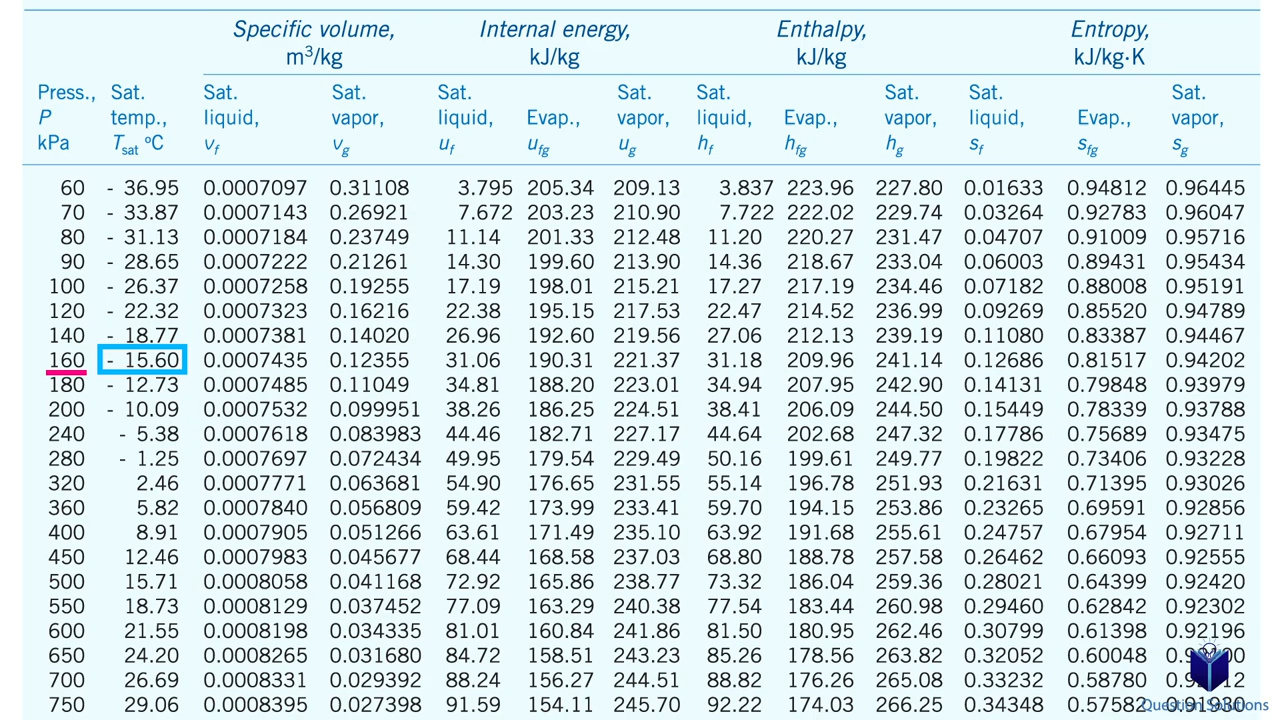 Specific volume, Internal energy, Enthalpy, Entropy,
m³/kg kJ/kg kJ/kg kJ/kg·K
Press., Sat. Sat. Sat. Sat. Sat. Sat. Sat. Sat. Sat.
P temp., liquid, vapor, liquid, Evap., vapor, liquid, Evap., vapor, liquid, Evap., vapor,
kPa Tsat °C vf vg uf ufg ug hf hfg hg sf sfg sg
60 - 36.95 0.0007097 0.31108 3.795 205.34 209.13 3.837 223.96 227.80 0.01633 0.94812 0.96445
70 - 33.87 0.0007143 0.26921 7.672 203.23 210.90 7.722 222.02 229.74 0.03264 0.92783 0.96047
80 - 31.13 0.0007184 0.23749 11.14 201.33 212.48 11.20 220.27 231.47 0.04707 0.91009 0.95716
90 - 28.65 0.0007222 0.21261 14.30 199.60 213.90 14.36 218.67 233.04 0.06003 0.89431 0.95434
100 - 26.37 0.0007258 0.19255 17.19 198.01 215.21 17.27 217.19 234.46 0.07182 0.88008 0.95191
120 - 22.32 0.0007323 0.16216 22.38 195.15 217.53 22.47 214.52 236.99 0.09269 0.85520 0.94789
140 - 18.77 0.0007381 0.14020 26.96 192.60 219.56 27.06 212.13 239.19 0.11080 0.83387 0.94467
160 - 15.60 0.0007435 0.12355 31.06 190.31 221.37 31.18 209.96 241.14 0.12686 0.81517 0.94202
180 - 12.73 0.0007485 0.11049 34.81 188.20 223.01 34.94 207.95 242.90 0.14131 0.79848 0.93979
200 - 10.09 0.0007532 0.099951 38.26 186.25 224.51 38.41 206.09 244.50 0.15449 0.78339 0.93788
240 - 5.38 0.0007618 0.083983 44.46 182.71 227.17 44.64 202.68 247.32 0.17786 0.75689 0.93475
280 - 1.25 0.0007697 0.072434 49.95 179.54 229.49 50.16 199.61 249.77 0.19822 0.73406 0.93228
320 2.46 0.0007771 0.063681 54.90 176.65 231.55 55.14 196.78 251.93 0.21631 0.71395 0.93026
360 5.82 0.0007840 0.056809 59.42 173.99 233.41 59.70 194.15 253.86 0.23265 0.69591 0.92856
400 8.91 0.0007905 0.051266 63.61 171.49 235.10 63.92 191.68 255.61 0.24757 0.67954 0.92711
450 12.46 0.0007983 0.045677 68.44 168.58 237.03 68.80 188.78 257.58 0.26462 0.66093 0.92555
500 15.71 0.0008058 0.041168 72.92 165.86 238.77 73.32 186.04 259.36 0.28021 0.64399 0.92420
550 18.73 0.0008129 0.037452 77.09 163.29 240.38 77.54 183.44 260.98 0.29460 0.62842 0.92302
600 21.55 0.0008198 0.034335 81.01 160.84 241.86 81.50 180.95 262.46 0.30799 0.61398 0.92196
650 24.20 0.0008265 0.031680 84.72 158.51 243.23 85.26 178.56 263.82 0.32052 0.60048
700 26.69 0.0008331 0.029392 88.24 156.27 244.51 88.82 176.26 265.08 0.33232 0.58780
750 29.06 0.0008395 0.027398 91.59 154.11 245.70 92.22 174.03 266.25 0.34348 0.57582
Question Solutions